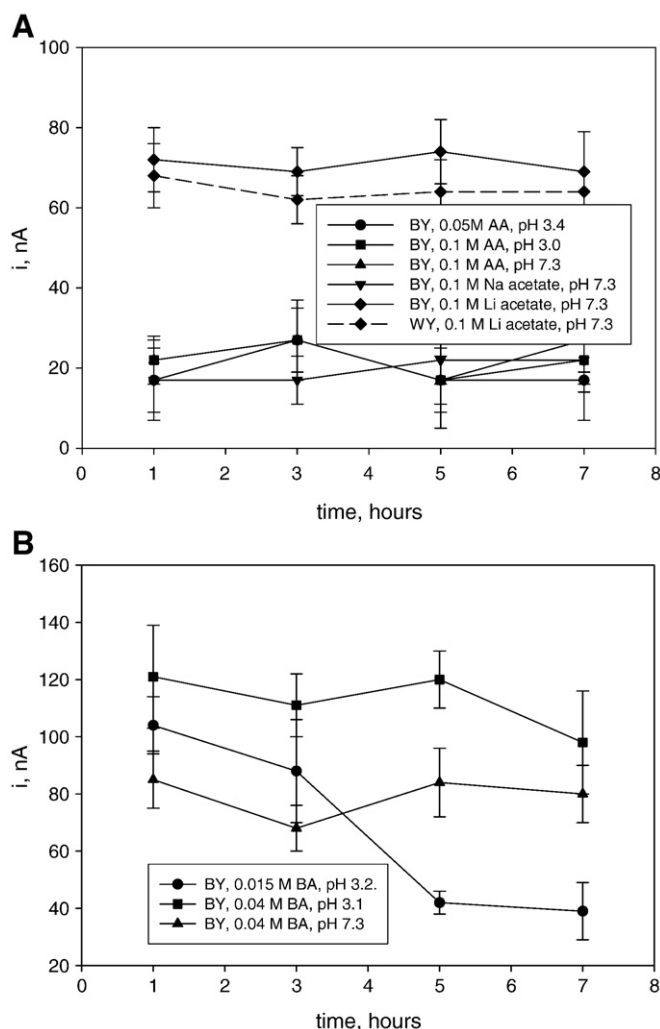 A
100
80
60
40
20
0
i, nA
BY, 0.05M AA, pH 3.4
BY, 0.1 M AA, pH 3.0
BY, 0.1 M AA, pH 7.3
BY, 0.1 M Na acetate, pH 7.3
BY, 0.1 M Li acetate, pH 7.3
WY, 0.1 M Li acetate, pH 7.3
0 1 2 3 4 5 6 7 8
time, hours
B
160
140
120
100
80
60
40
20
i, nA
BY, 0.015 M BA, pH 3.2.
BY, 0.04 M BA, pH 3.1
BY, 0.04 M BA, pH 7.3
0 1 2 3 4 5 6 7 8
time, hours